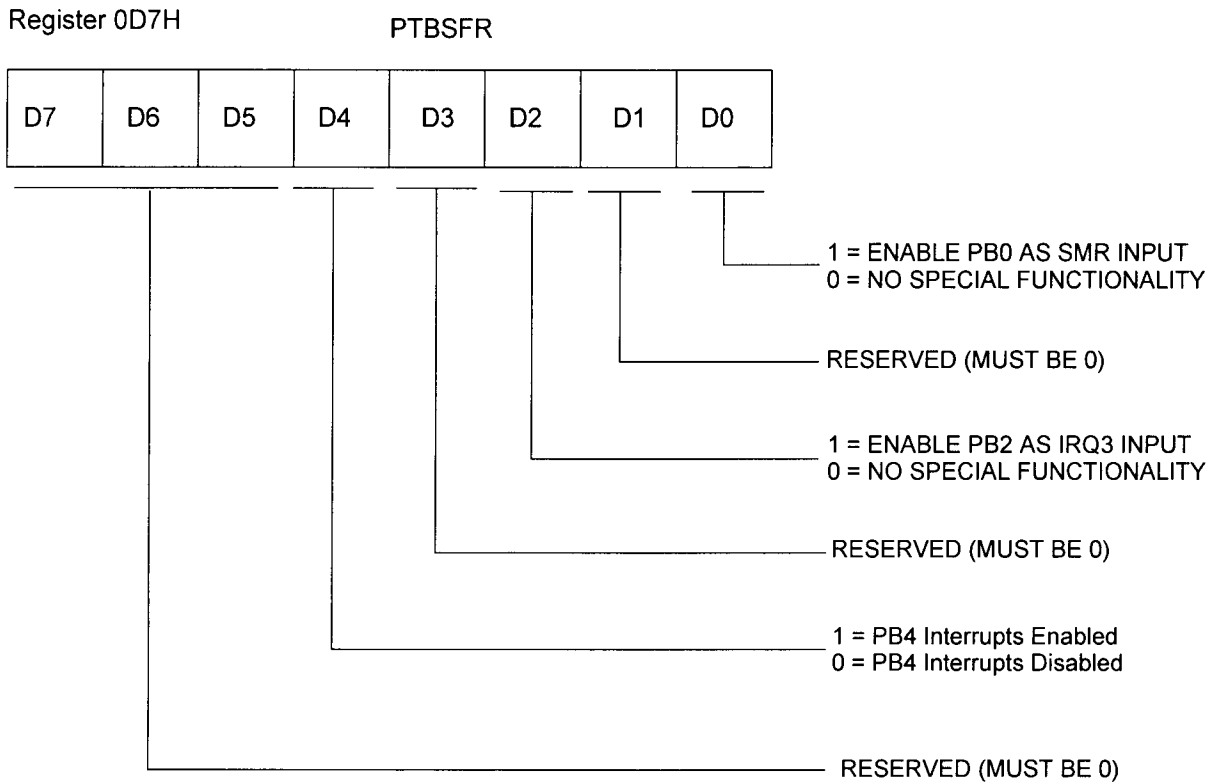 Register 0D7H
PTBSFR
D7 D6 D5 D4 D3 D2 D1 D0
1 = ENABLE PB0 AS SMR INPUT
0 = NO SPECIAL FUNCTIONALITY
RESERVED (MUST BE 0)
1 = ENABLE PB2 AS IRQ3 INPUT
0 = NO SPECIAL FUNCTIONALITY
RESERVED (MUST BE 0)
1 = PB4 Interrupts Enabled
0 = PB4 Interrupts Disabled
RESERVED (MUST BE 0)